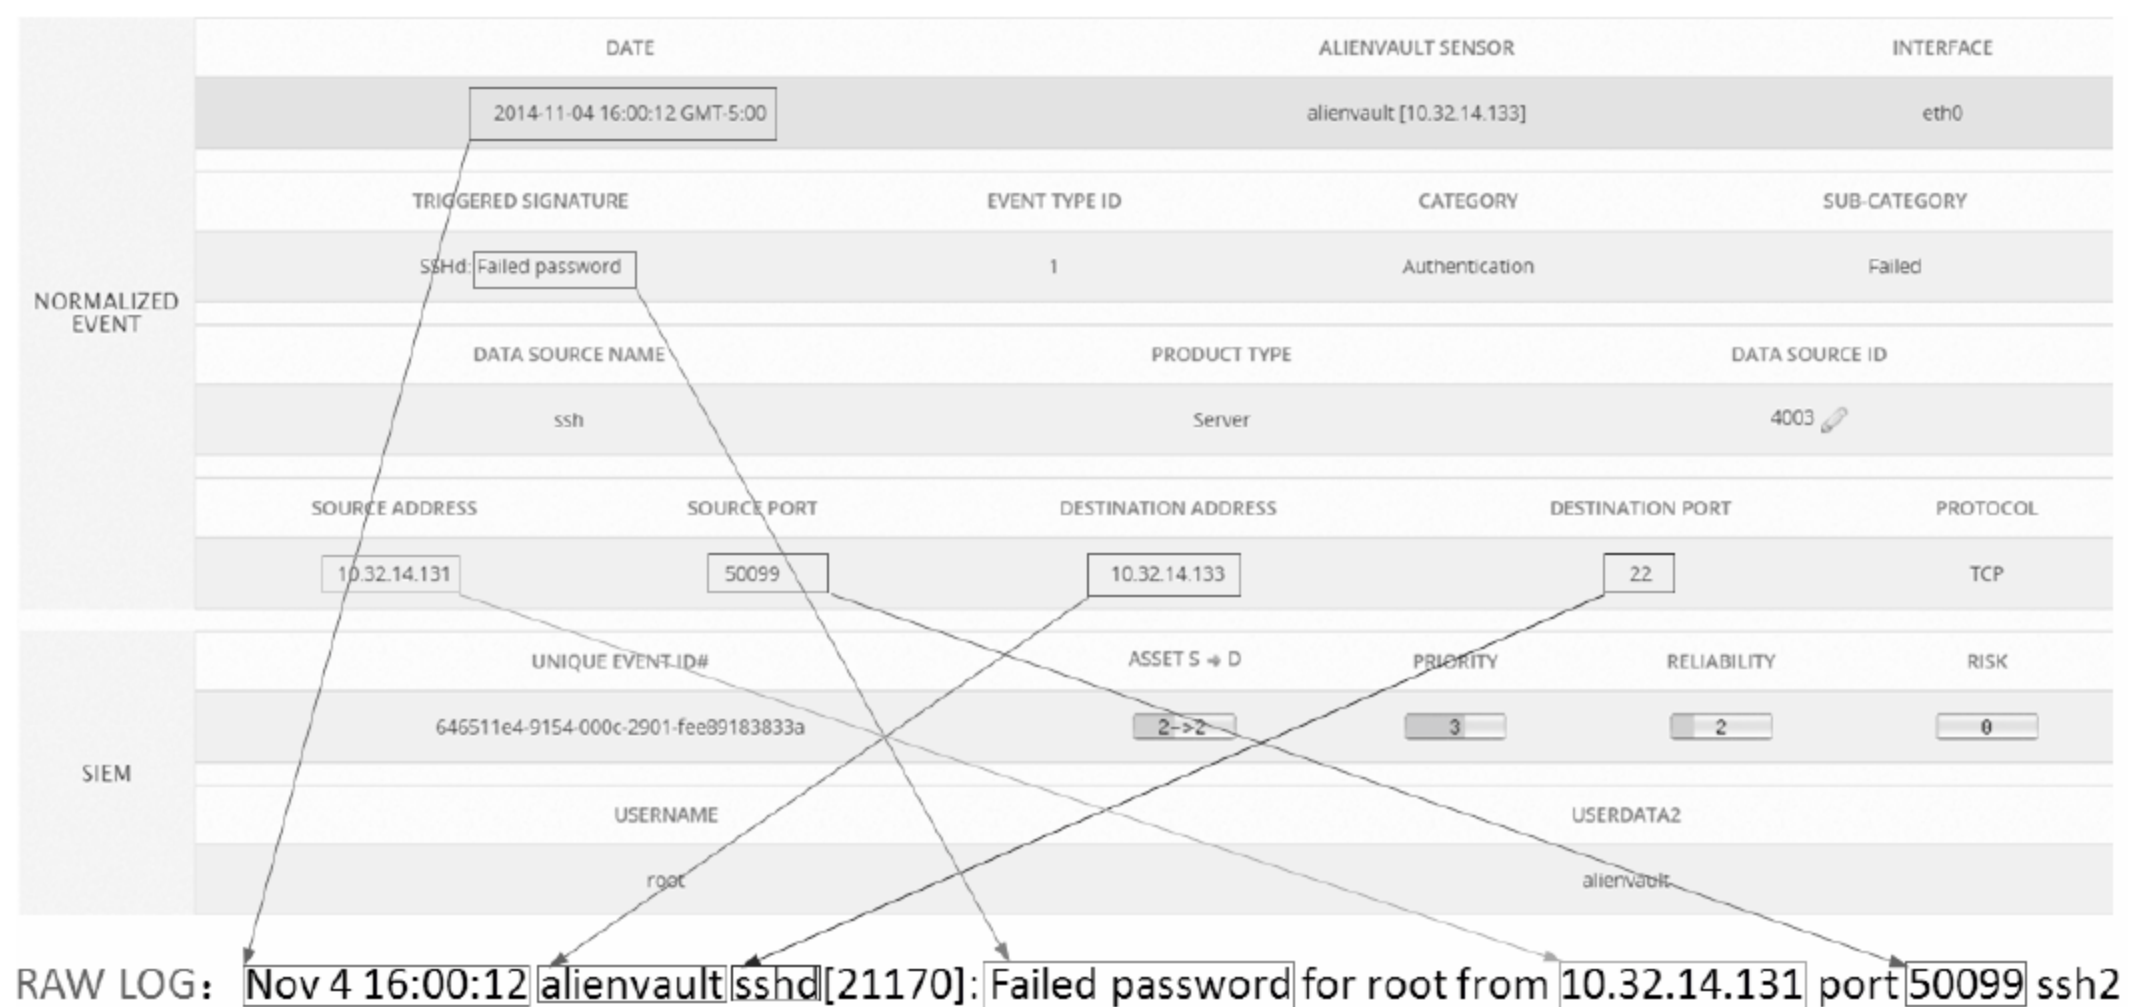 DATE ALIENVAULT SENSOR INTERFACE
2014-11-04 16:00:12 GMT-5:00 alienvault [10.32.14.133] eth0
TRIGGERED SIGNATURE EVENT TYPE ID CATEGORY SUB-CATEGORY
SSHd: Failed password 1 Authentication Failed
NORMALIZED
EVENT
DATA SOURCE NAME PRODUCT TYPE DATA SOURCE ID
ssh Server 4003
SOURCE ADDRESS SOURCE PORT DESTINATION ADDRESS DESTINATION PORT PROTOCOL
10.32.14.131 50099 10.32.14.133 22 TCP
UNIQUE EVENT ID# ASSET S → D PRIORITY RELIABILITY RISK
646511e4-9154-000c-2901-fee89183833a 2->2 3 2 0
SIEM
USERNAME USERDATA2
root alienvault
RAW LOG: Nov 4 16:00:12 alienvault sshd[21170]: Failed password for root from 10.32.14.131 port 50099 ssh2